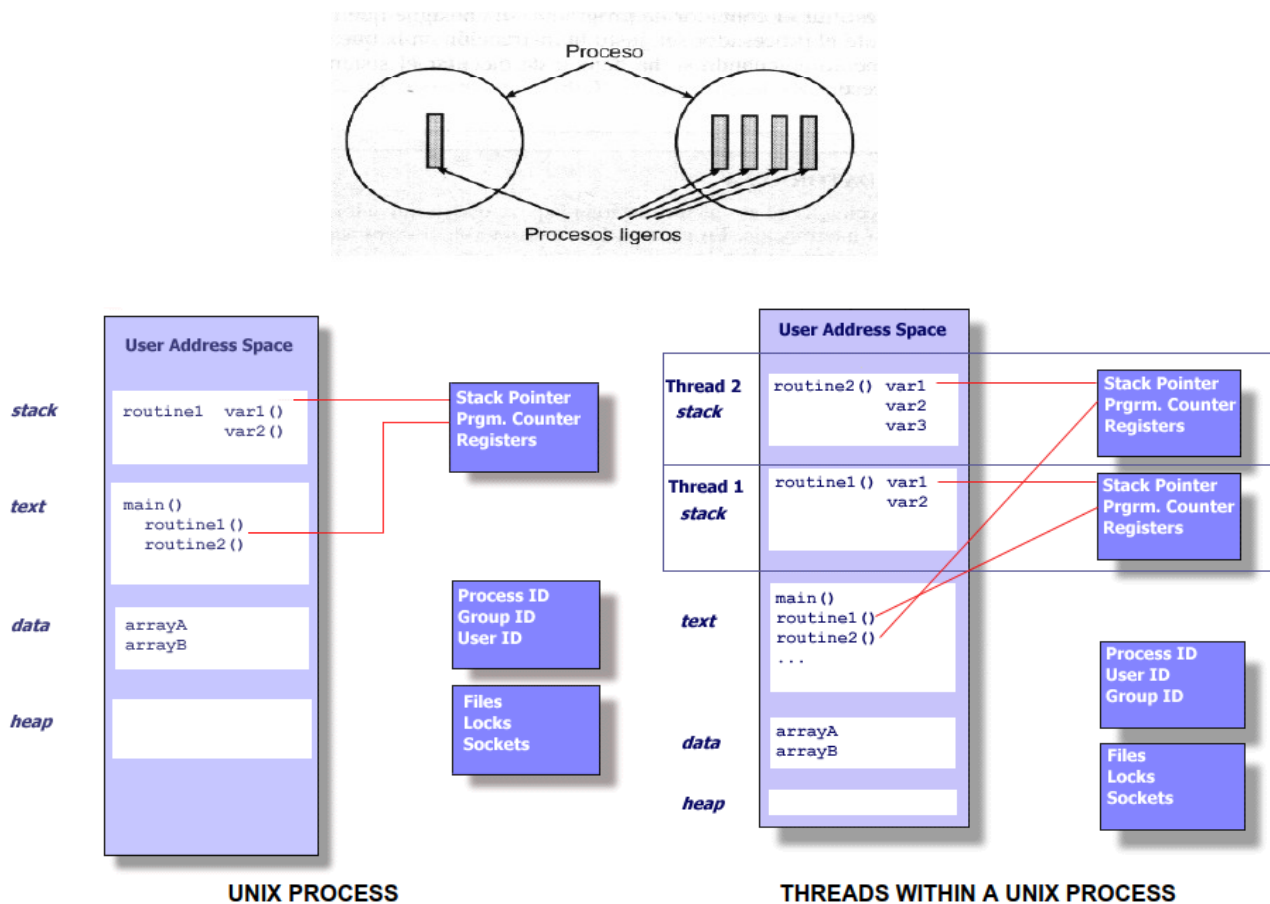 Proceso
Procesos ligeros
User Address Space
stack
routine1 var1()
var2()
Stack Pointer
Prgm. Counter
Registers
text
main()
routine1()
routine2()
Process ID
Group ID
User ID
data
arrayA
arrayB
Files
Locks
Sockets
heap
UNIX PROCESS
User Address Space
Thread 2
stack
routine2() var1
var2
var3
Stack Pointer
Prgrm. Counter
Registers
Thread 1
stack
routine1() var1
var2
Stack Pointer
Prgrm. Counter
Registers
text
main()
routine1()
routine2()
...
Process ID
User ID
Group ID
data
arrayA
arrayB
Files
Locks
Sockets
heap
THREADS WITHIN A UNIX PROCESS